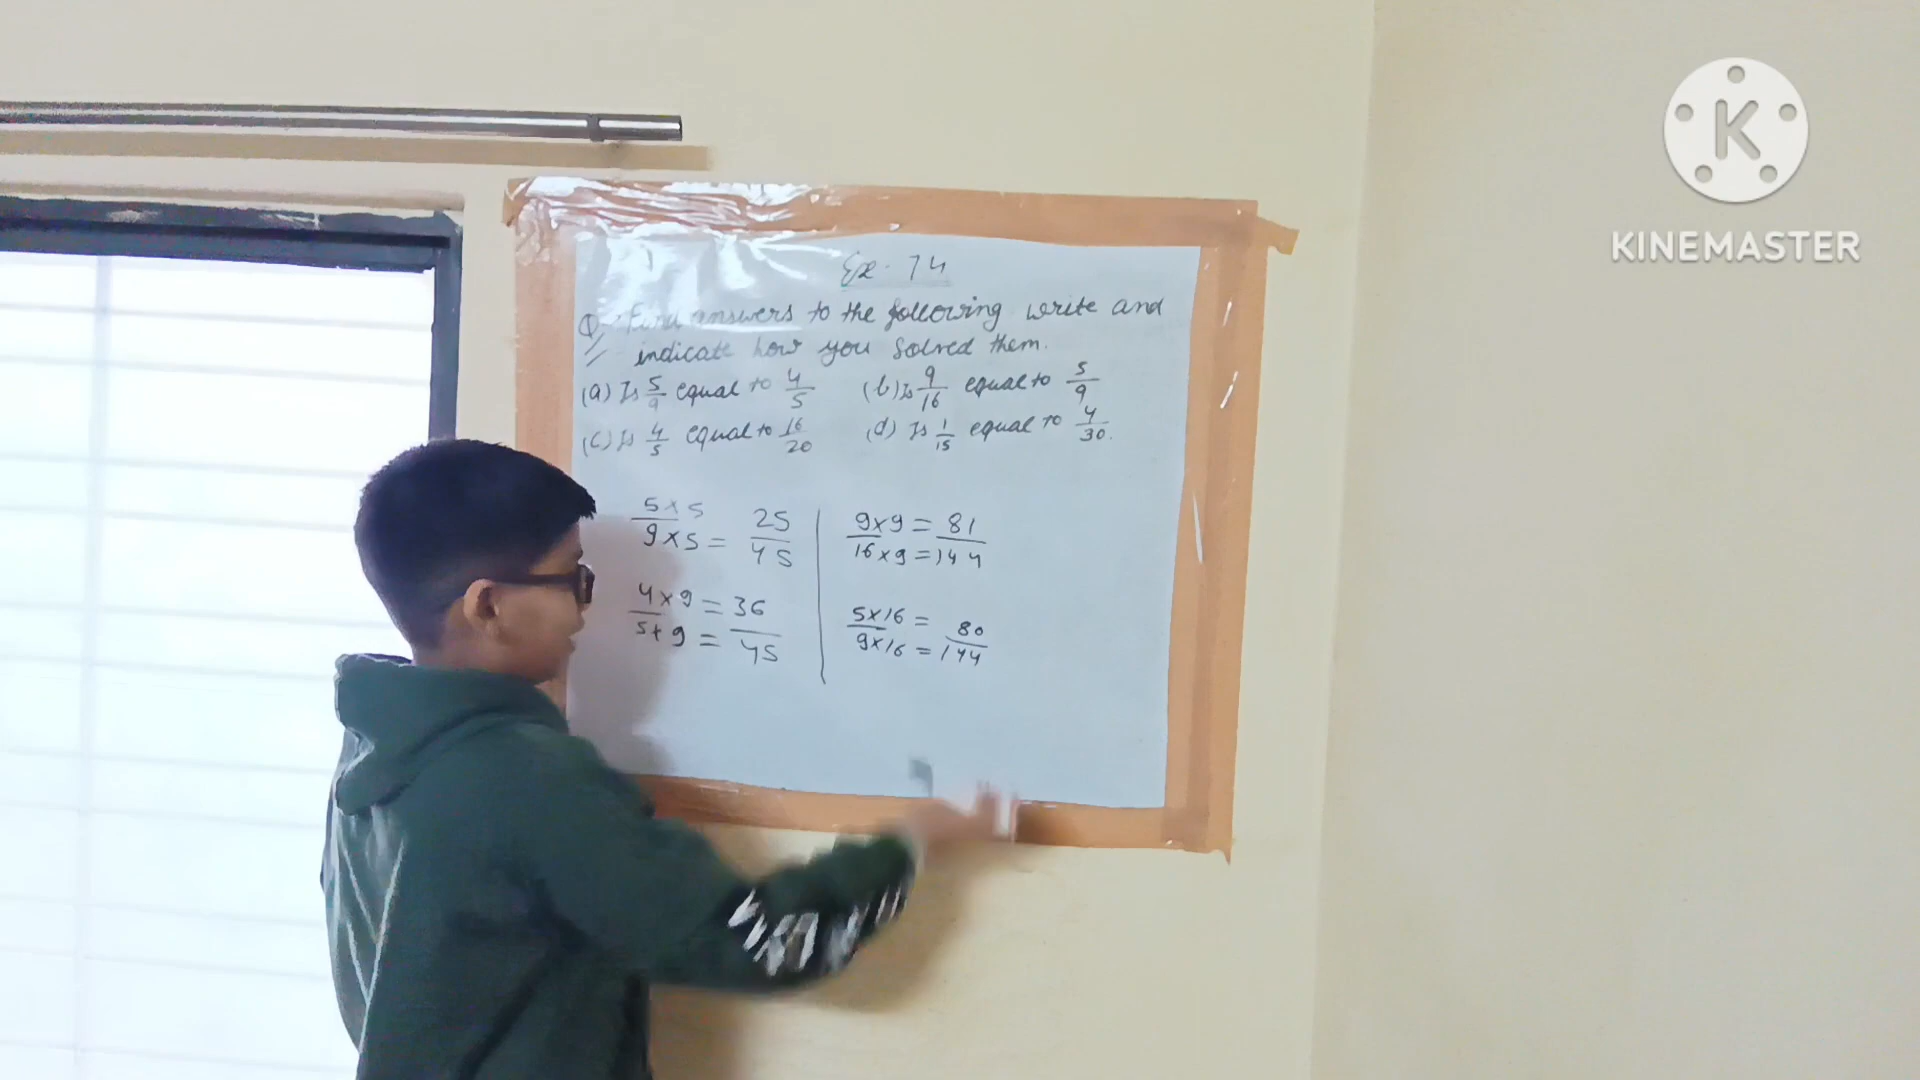 Ex. 7.4
Q Find answers to the following write and
indicate how you solved them.
(a) Is 5/9 equal to 4/5 (b) Is 9/16 equal to 5/9
(c) Is 4/5 equal to 16/20 (d) Is 1/15 equal to 4/30.
5×5 25
9×5 = 45
4×9 = 36
5×9 = 45
9×9 = 81
16×9 = 144
5×16 = 80
9×16 = 144
K
KINEMASTER